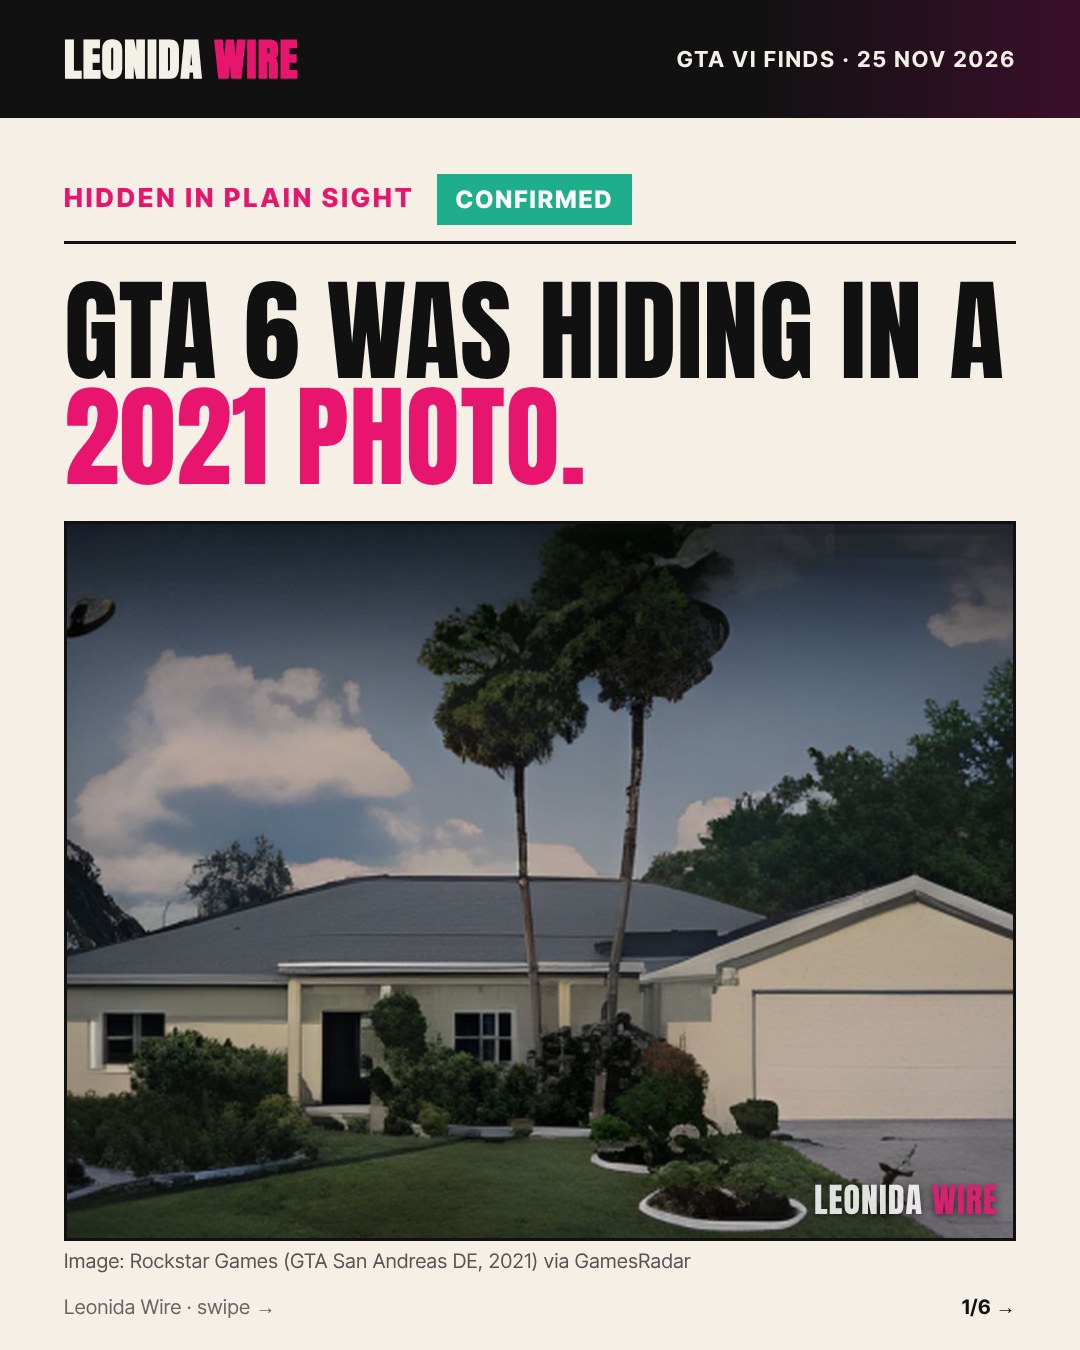 LEONIDA WIRE
GTA VI FINDS · 25 NOV 2026
HIDDEN IN PLAIN SIGHT
CONFIRMED
GTA 6 WAS HIDING IN A
2021 PHOTO.
LEONIDA WIRE
Image: Rockstar Games (GTA San Andreas DE, 2021) via GamesRadar
Leonida Wire · swipe →
1/6 →